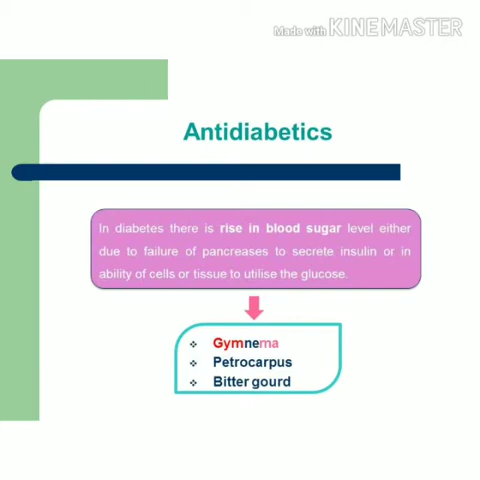 Made with KINEMASTER
Antidiabetics
In diabetes there is rise in blood sugar level either
due to failure of pancreases to secrete insulin or in
ability of cells or tissue to utilise the glucose.
❖ Gymnema
❖ Petrocarpus
❖ Bitter gourd